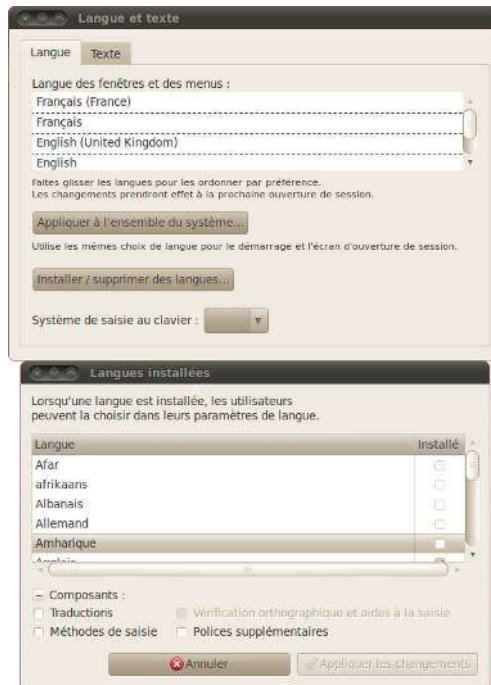 Langue et texte
Langue Texte
Langue des fenêtres et des menus :
Français (France)
Français
English (United Kingdom)
English
Faites glisser les langues pour les ordonner par préférence.
Les changements prendront effet à la prochaine ouverture de session.
Appliquer à l'ensemble du système...
Utilise les mêmes choix de langue pour le démarrage et l'écran d'ouverture de session.
Installer / supprimer des langues...
Système de saisie au clavier :
Langues installées
Lorsqu'une langue est installée, les utilisateurs
peuvent la choisir dans leurs paramètres de langue.
Langue Installé
Afar
afrikaans
Albanais
Allemand
Amharique
Anglais
Composants :
Traductions Vérification orthographique et aides à la saisie
Méthodes de saisie Polices supplémentaires
Annuler Appliquer les changements